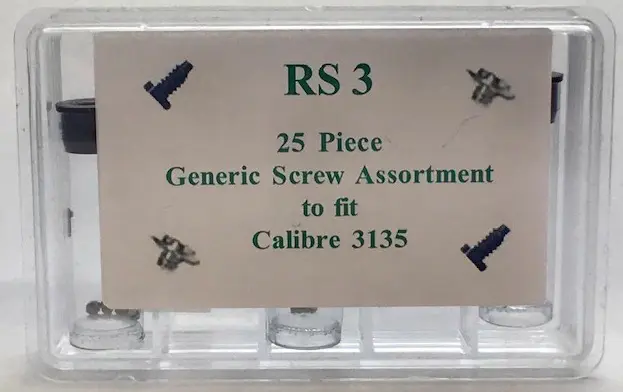 RS 3
25 Piece
Generic Screw Assortment
to fit
Calibre 3135